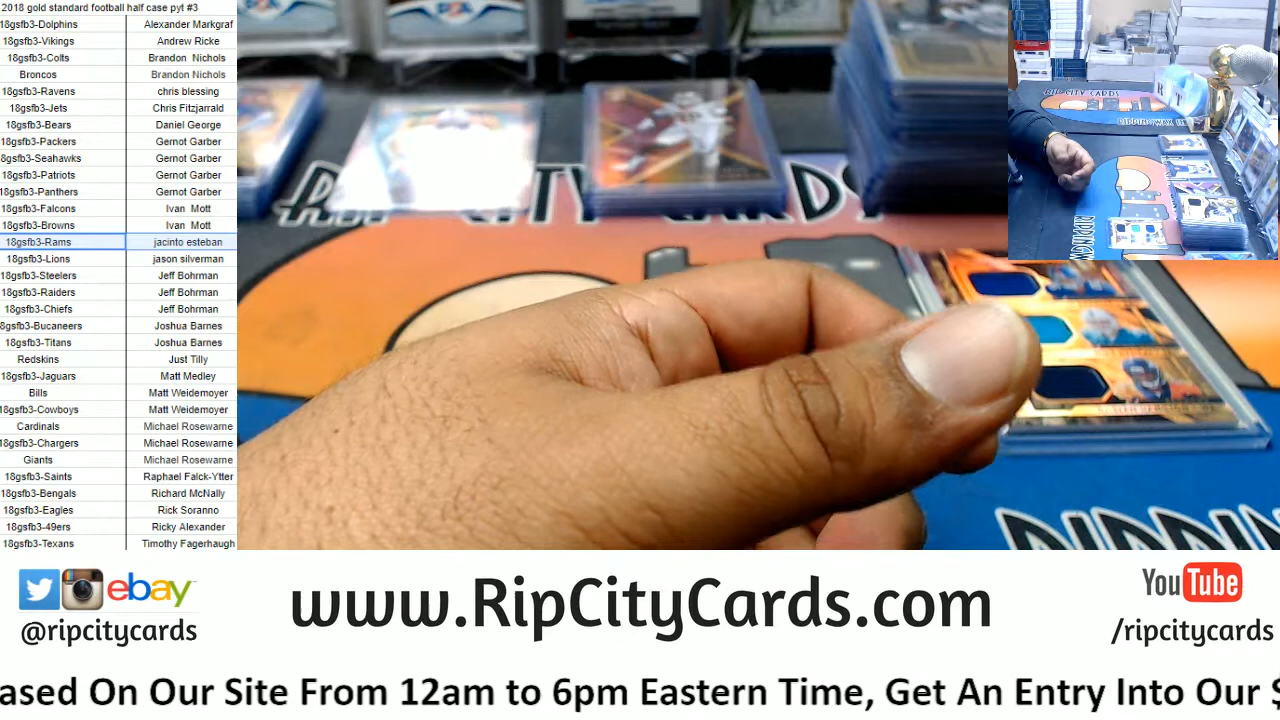 2018 gold standard football half case pyt #3
18gsfb3-Dolphins Alexander Markgraf
18gsfb3-Vikings Andrew Ricke
18gsfb3-Colts Brandon Nichols
Broncos Brandon Nichols
18gsfb3-Ravens chris blessing
18gsfb3-Jets Chris Fitzjarrald
18gsfb3-Bears Daniel George
18gsfb3-Packers Gernot Garber
8gsfb3-Seahawks Gernot Garber
18gsfb3-Patriots Gernot Garber
18gsfb3-Panthers Gernot Garber
18gsfb3-Falcons Ivan Mott
18gsfb3-Browns Ivan Mott
18gsfb3-Rams jacinto esteban
18gsfb3-Lions jason silverman
18gsfb3-Steelers Jeff Bohrman
18gsfb3-Raiders Jeff Bohrman
18gsfb3-Chiefs Jeff Bohrman
8gsfb3-Bucaneers Joshua Barnes
18gsfb3-Titans Joshua Barnes
Redskins Just Tilly
18gsfb3-Jaguars Matt Medley
Bills Matt Weidemoyer
18gsfb3-Cowboys Matt Weidemoyer
Cardinals Michael Rosewarne
18gsfb3-Chargers Michael Rosewarne
Giants Michael Rosewarne
18gsfb3-Saints Raphael Falck-Ytter
18gsfb3-Bengals Richard McNally
18gsfb3-Eagles Rick Soranno
18gsfb3-49ers Ricky Alexander
18gsfb3-Texans Timothy Fagerhaugh
RIP CITY CARDS
RIP CITY CARDS
ebay
@ripcitycards
www.RipCityCards.com
YouTube
/ripcitycards
ased On Our Site From 12am to 6pm Eastern Time, Get An Entry Into Our $